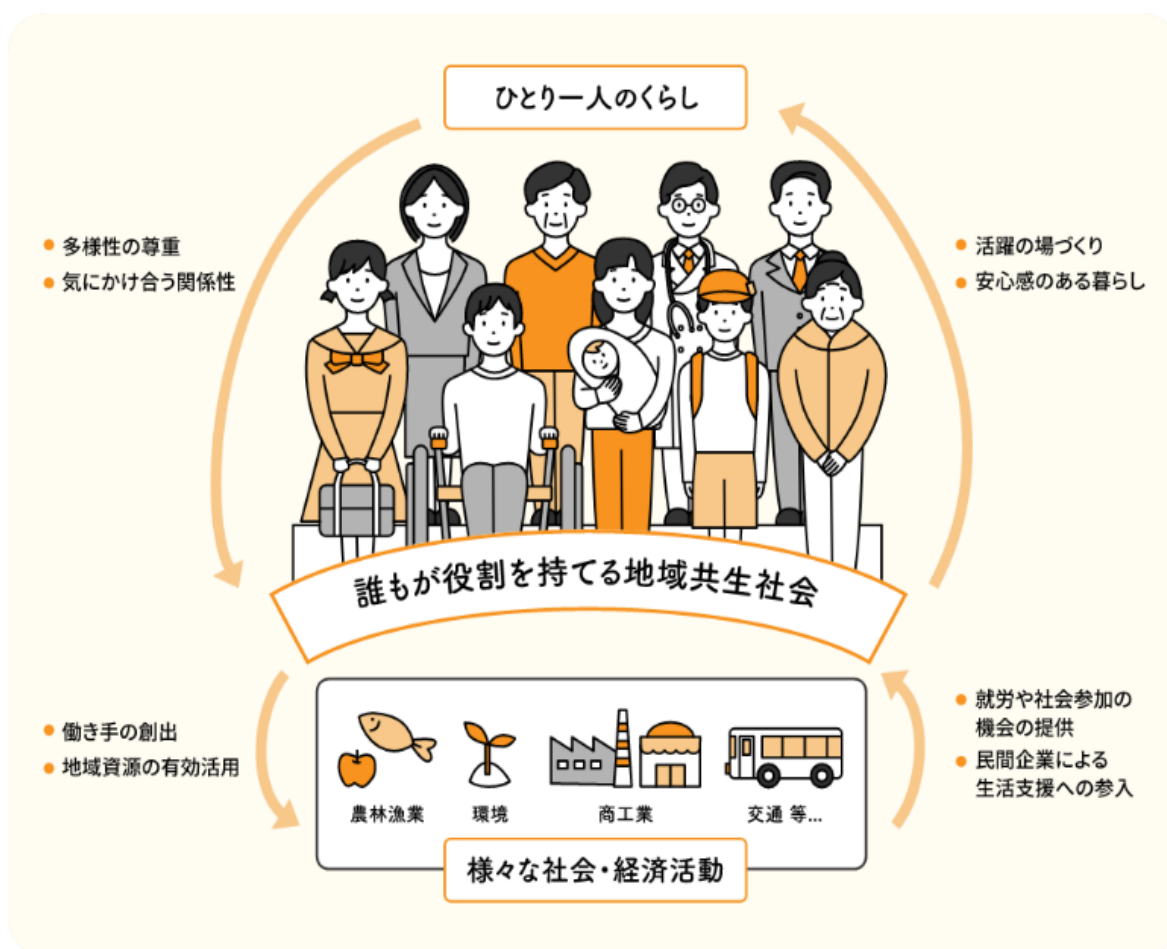 ひとり一人のくらし
● 多様性の尊重
● 気にかけ合う関係性
● 活躍の場づくり
● 安心感のある暮らし
誰もが役割を持てる地域共生社会
● 働き手の創出
● 地域資源の有効活用
● 就労や社会参加の
機会の提供
● 民間企業による
生活支援への参入
農林漁業 環境 商工業 交通 等...
様々な社会・経済活動